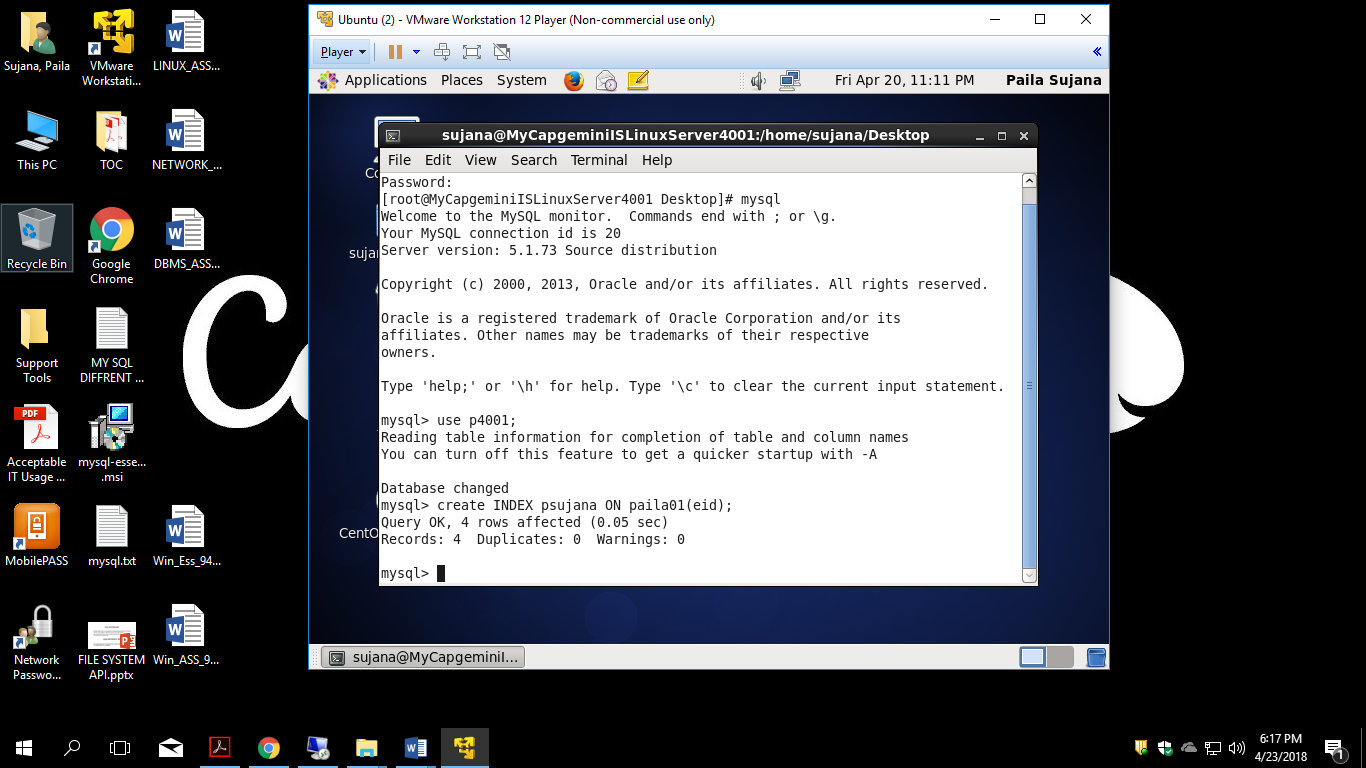 Ubuntu (2) - VMware Workstation 12 Player (Non-commercial use only)
Player
Applications Places System
Fri Apr 20, 11:11 PM
Paila Sujana
sujana@MyCapgeminiISLinuxServer4001:/home/sujana/Desktop
File Edit View Search Terminal Help
Password:
[root@MyCapgeminiISLinuxServer4001 Desktop]# mysql
Welcome to the MySQL monitor.  Commands end with ; or \g.
Your MySQL connection id is 20
Server version: 5.1.73 Source distribution
Copyright (c) 2000, 2013, Oracle and/or its affiliates. All rights reserved.
Oracle is a registered trademark of Oracle Corporation and/or its
affiliates. Other names may be trademarks of their respective
owners.
Type 'help;' or '\h' for help. Type '\c' to clear the current input statement.
mysql> use p4001;
Reading table information for completion of table and column names
You can turn off this feature to get a quicker startup with -A
Database changed
mysql> create INDEX psujana ON paila01(eid);
Query OK, 4 rows affected (0.05 sec)
Records: 4  Duplicates: 0  Warnings: 0
mysql>
sujana@MyCapgeminiI...
Sujana, Paila
VMware
Workstati...
LINUX_ASS...
This PC
TOC
NETWORK_...
Recycle Bin
Google
Chrome
DBMS_ASS...
Support
Tools
MY SQL
DIFFRENT ...
PDF
Acceptable
IT Usage ...
mysql-esse...
.msi
MobilePASS
mysql.txt
Win_Ess_94...
Network
Passwo...
FILE SYSTEM
API.pptx
Win_ASS_9...
CentO
6:17 PM
4/23/2018
1